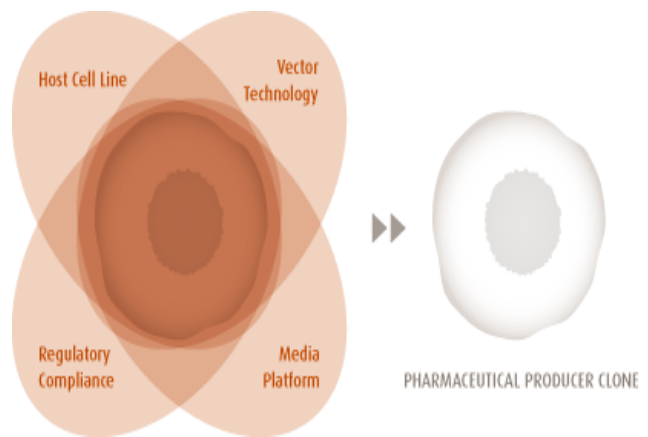 Host Cell Line
Vector
Technology
Regulatory
Compliance
Media
Platform
PHARMACEUTICAL PRODUCER CLONE